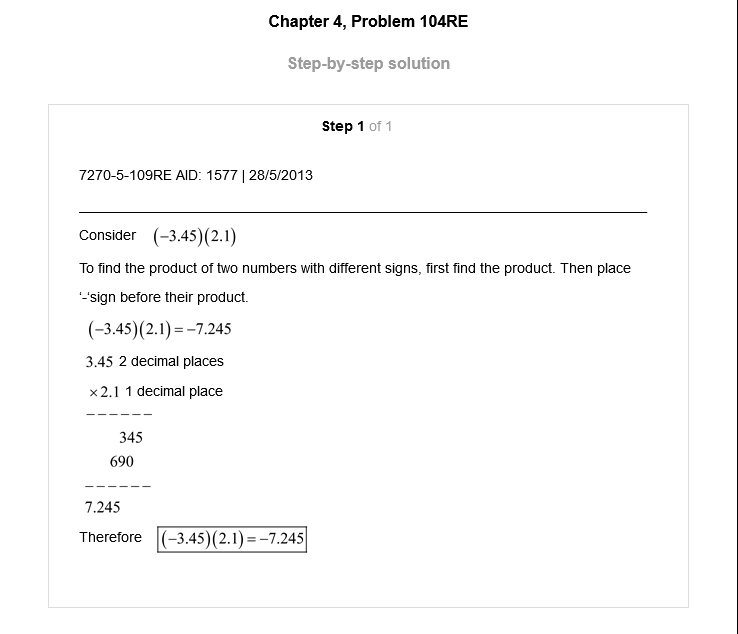 Chapter 4, Problem 104RE
Step-by-step solution
Step 1 of 1
7270-5-109RE AID: 1577 | 28/5/2013
Consider (−3.45)(2.1)
To find the product of two numbers with different signs, first find the product. Then place
'-'sign before their product.
(−3.45)(2.1) = −7.245
3.45 2 decimal places
×2.1 1 decimal place
− − − − − −
345
690
− − − − − −
7.245
Therefore (−3.45)(2.1) = −7.245